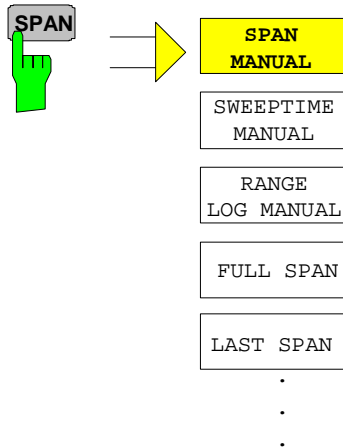 SPAN
SPAN
MANUAL
SWEEPTIME
MANUAL
RANGE
LOG MANUAL
FULL SPAN
LAST SPAN
.
.
.